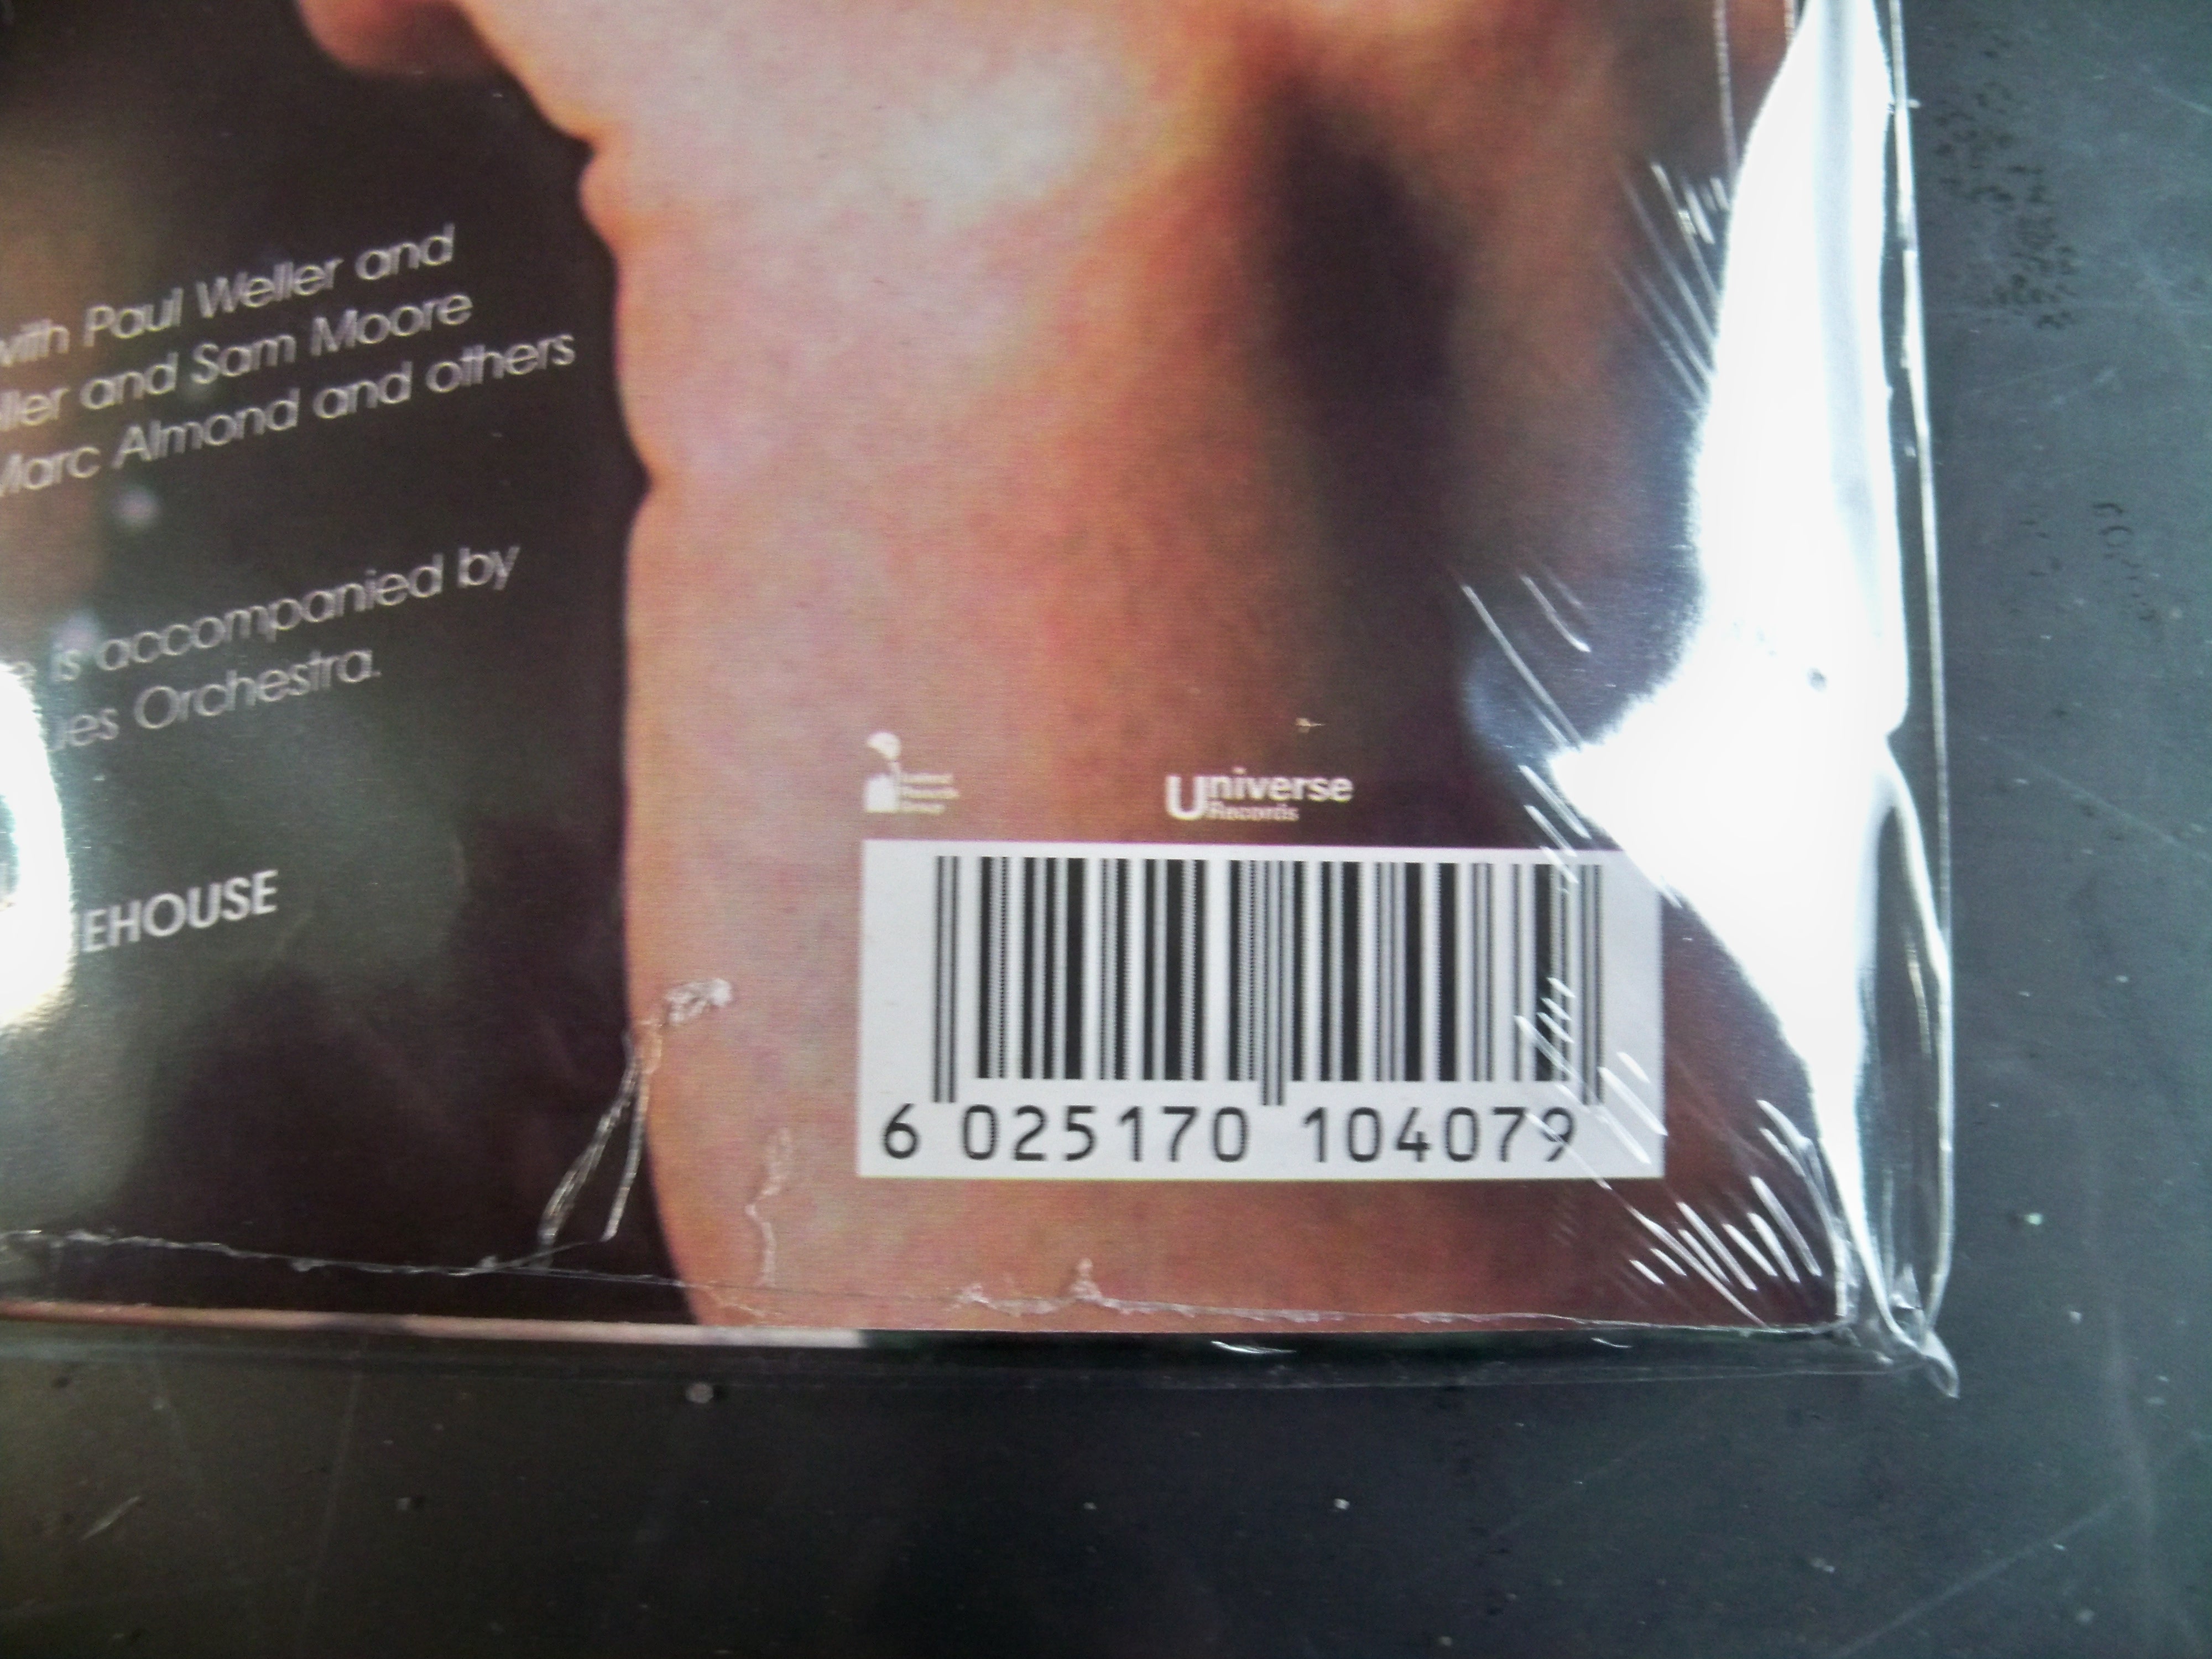 with Paul Weller and
ller and Sam Moore
Marc Almond and others
is accompanied by
ues Orchestra.
EHOUSE
Universe
Records
6 025170 104079